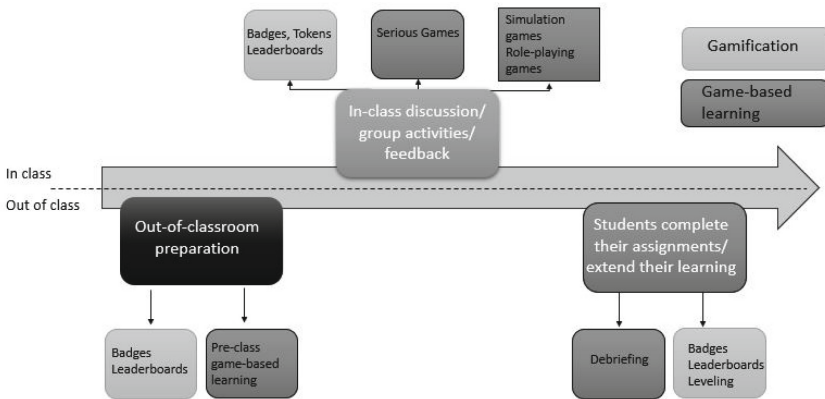 Badges, Tokens
Leaderboards
Serious Games
Simulation
games
Role-playing
games
Gamification
Game-based
learning
In-class discussion/
group activities/
feedback
In class
Out of class
Out-of-classroom
preparation
Students complete
their assignments/
extend their learning
Badges
Leaderboards
Pre-class
game-based
learning
Debriefing
Badges
Leaderboards
Leveling